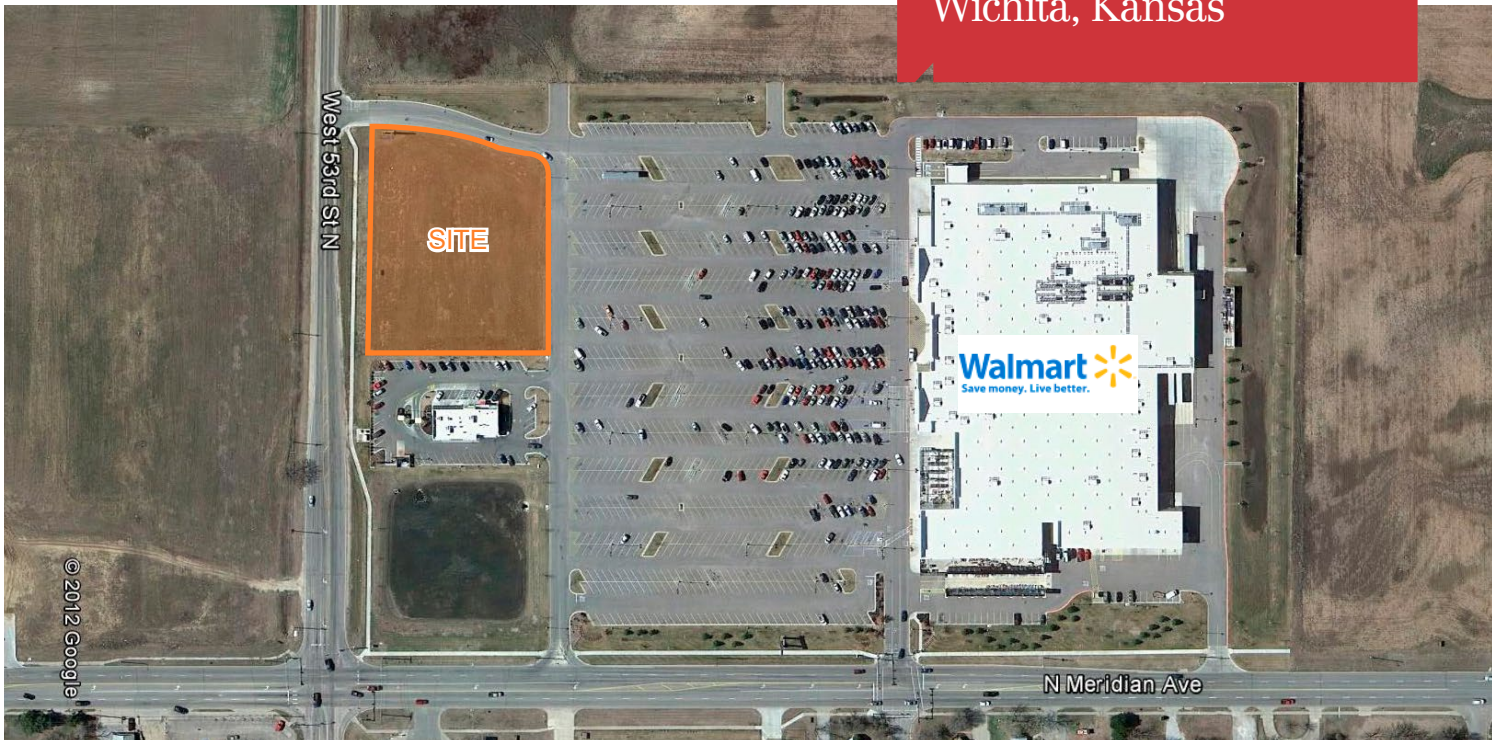 Wichita, Kansas
West 53rd St N
SITE
Walmart
Save money. Live better.
© 2012 Google
N Meridian Ave